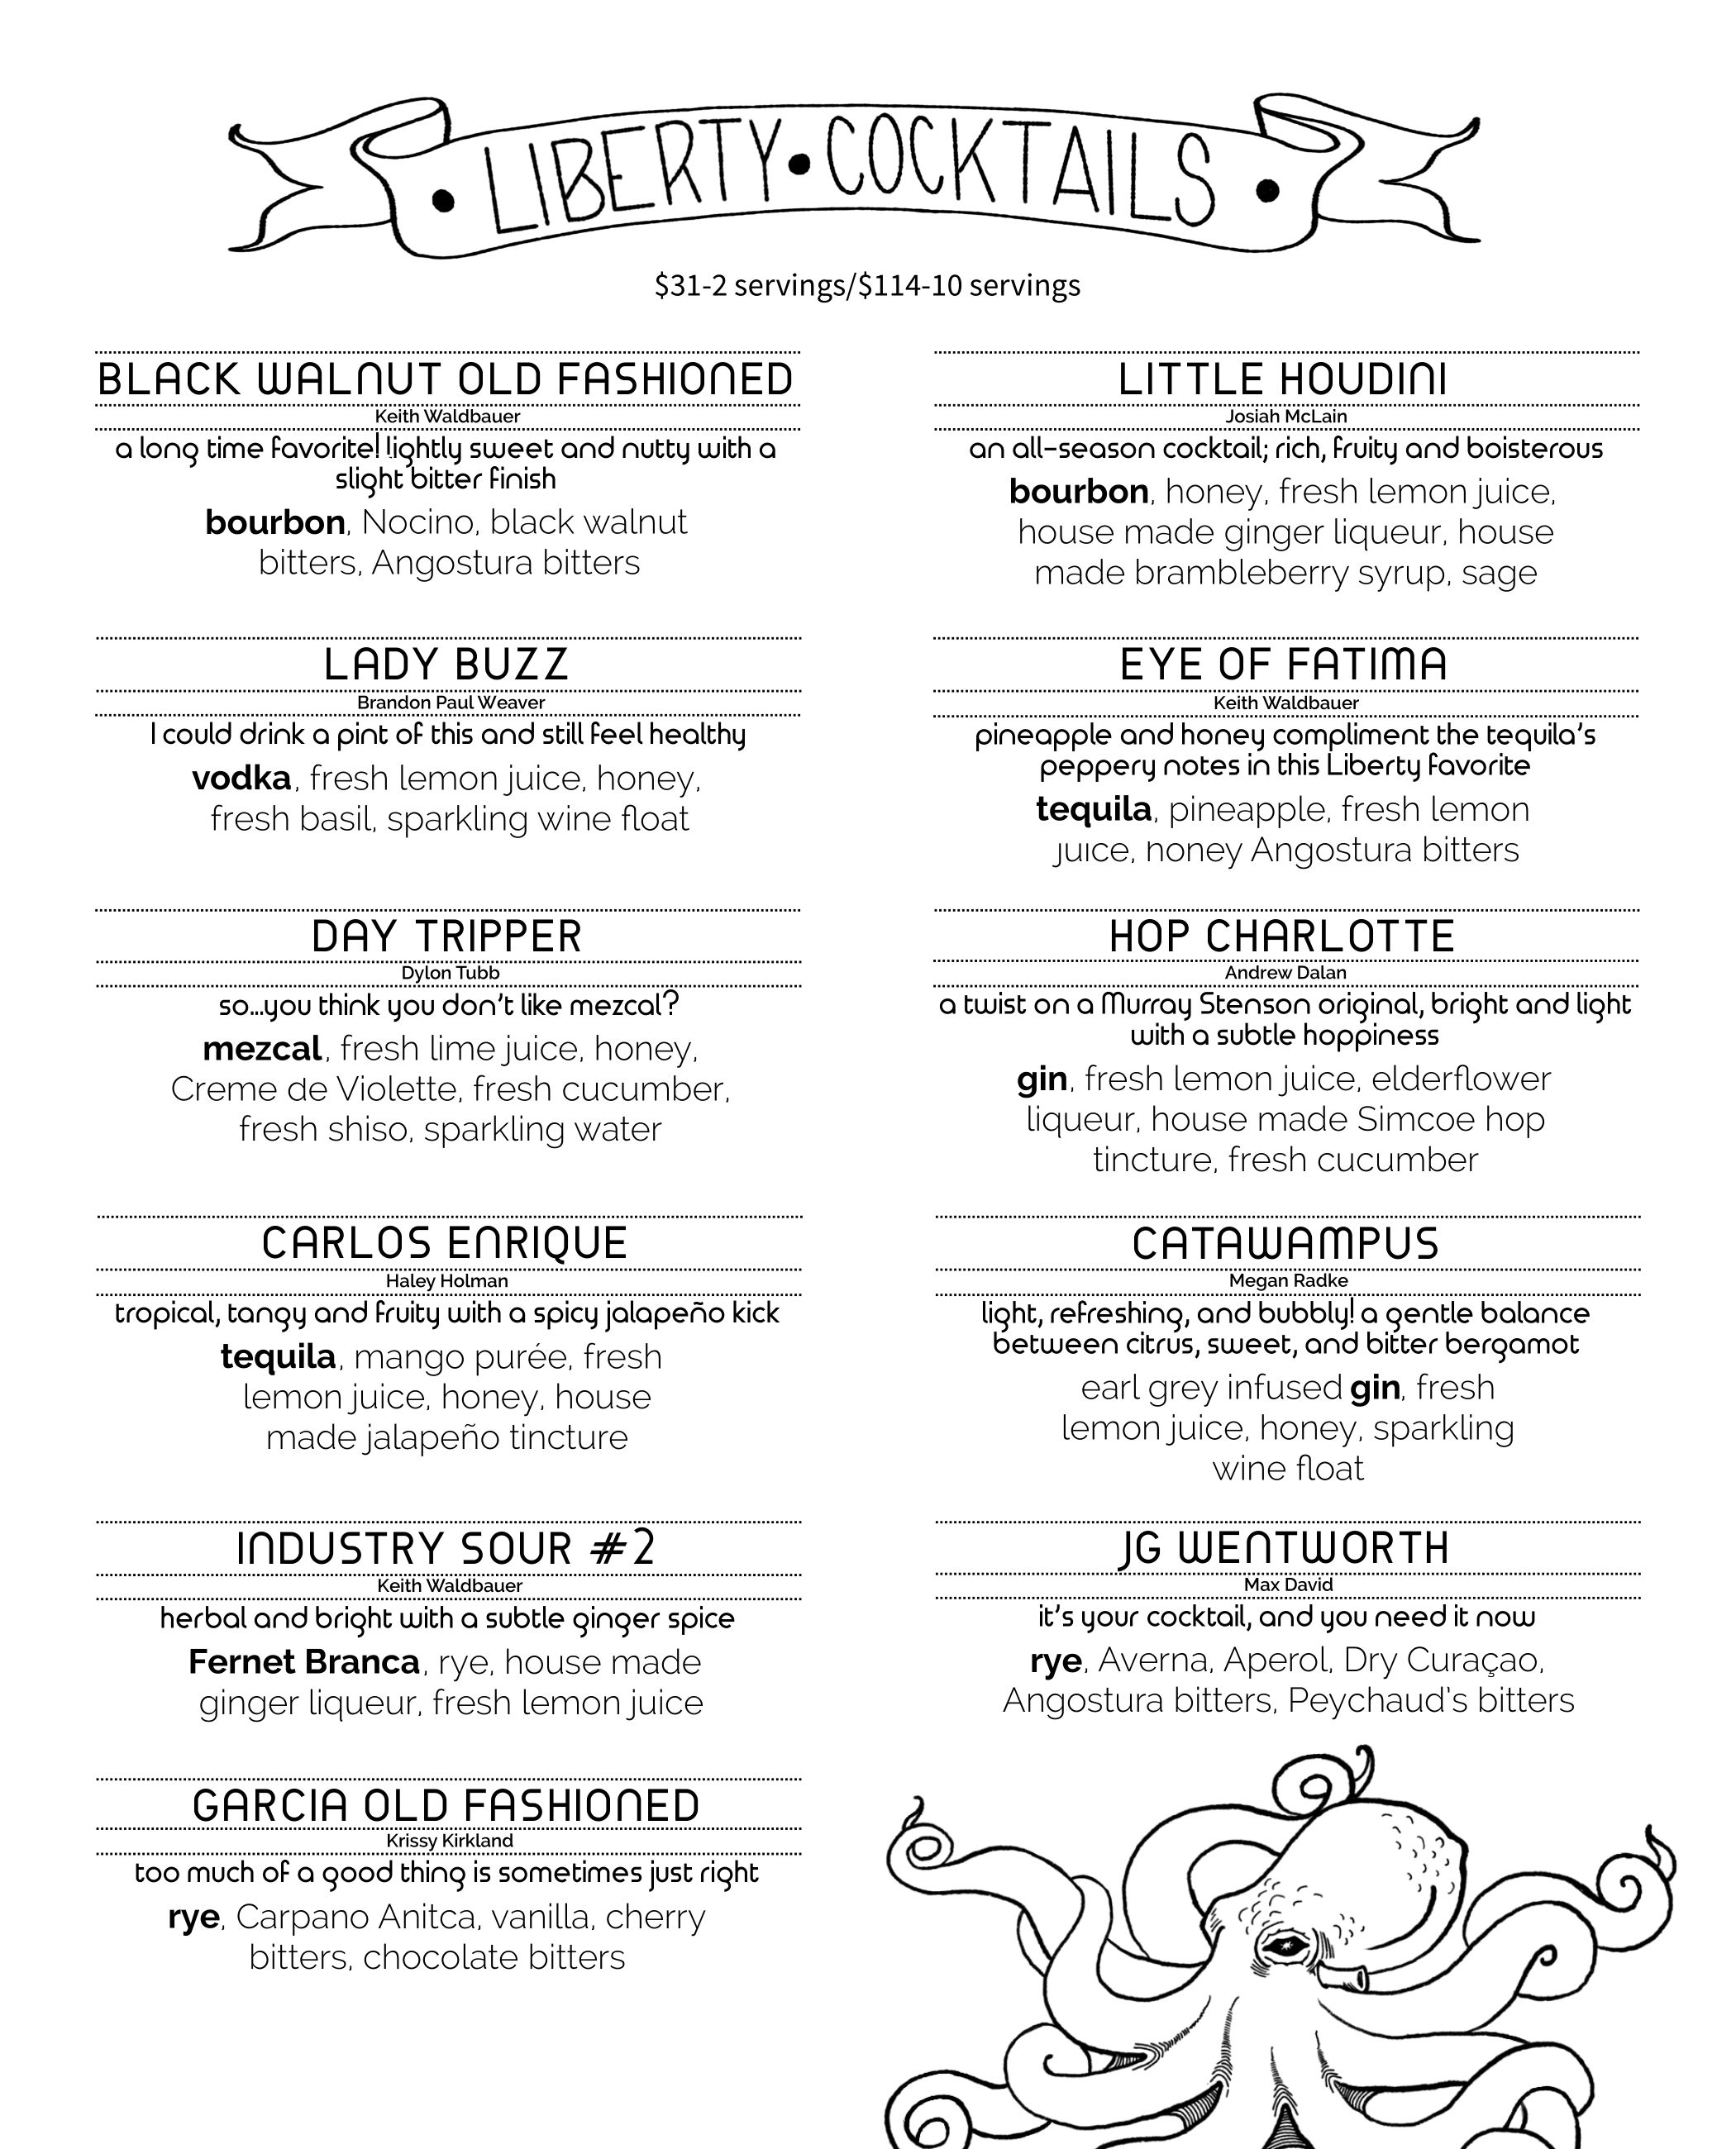 LIBERTY • COCKTAILS
$31-2 servings/$114-10 servings
BLACK WALNUT OLD FASHIONED
Keith Waldbauer
a long time favorite! lightly sweet and nutty with a
slight bitter finish
bourbon, Nocino, black walnut
bitters, Angostura bitters
LADY BUZZ
Brandon Paul Weaver
I could drink a pint of this and still feel healthy
vodka, fresh lemon juice, honey,
fresh basil, sparkling wine float
DAY TRIPPER
Dylon Tubb
so...you think you don't like mezcal?
mezcal, fresh lime juice, honey,
Creme de Violette, fresh cucumber,
fresh shiso, sparkling water
CARLOS ENRIQUE
Haley Holman
tropical, tangy and fruity with a spicy jalapeño kick
tequila, mango purée, fresh
lemon juice, honey, house
made jalapeño tincture
INDUSTRY SOUR #2
Keith Waldbauer
herbal and bright with a subtle ginger spice
Fernet Branca, rye, house made
ginger liqueur, fresh lemon juice
GARCIA OLD FASHIONED
Krissy Kirkland
too much of a good thing is sometimes just right
rye, Carpano Anitca, vanilla, cherry
bitters, chocolate bitters
LITTLE HOUDINI
Josiah McLain
an all-season cocktail; rich, fruity and boisterous
bourbon, honey, fresh lemon juice,
house made ginger liqueur, house
made brambleberry syrup, sage
EYE OF FATIMA
Keith Waldbauer
pineapple and honey compliment the tequila's
peppery notes in this Liberty favorite
tequila, pineapple, fresh lemon
juice, honey Angostura bitters
HOP CHARLOTTE
Andrew Dalan
a twist on a Murray Stenson original, bright and light
with a subtle hoppiness
gin, fresh lemon juice, elderflower
liqueur, house made Simcoe hop
tincture, fresh cucumber
CATAWAMPUS
Megan Radke
light, refreshing, and bubbly! a gentle balance
between citrus, sweet, and bitter bergamot
earl grey infused gin, fresh
lemon juice, honey, sparkling
wine float
JG WENTWORTH
Max David
it's your cocktail, and you need it now
rye, Averna, Aperol, Dry Curaçao,
Angostura bitters, Peychaud's bitters